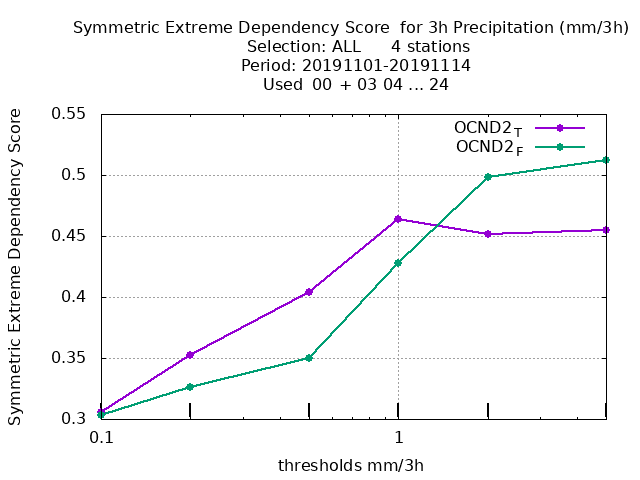 Symmetric Extreme Dependency Score  for 3h Precipitation (mm/3h)
Selection: ALL      4 stations
Period: 20191101-20191114
Used  00 + 03 04 ... 24
Symmetric Extreme Dependency Score
0.55
0.5
0.45
0.4
0.35
0.3
OCND2T
OCND2F
0.1
1
thresholds mm/3h